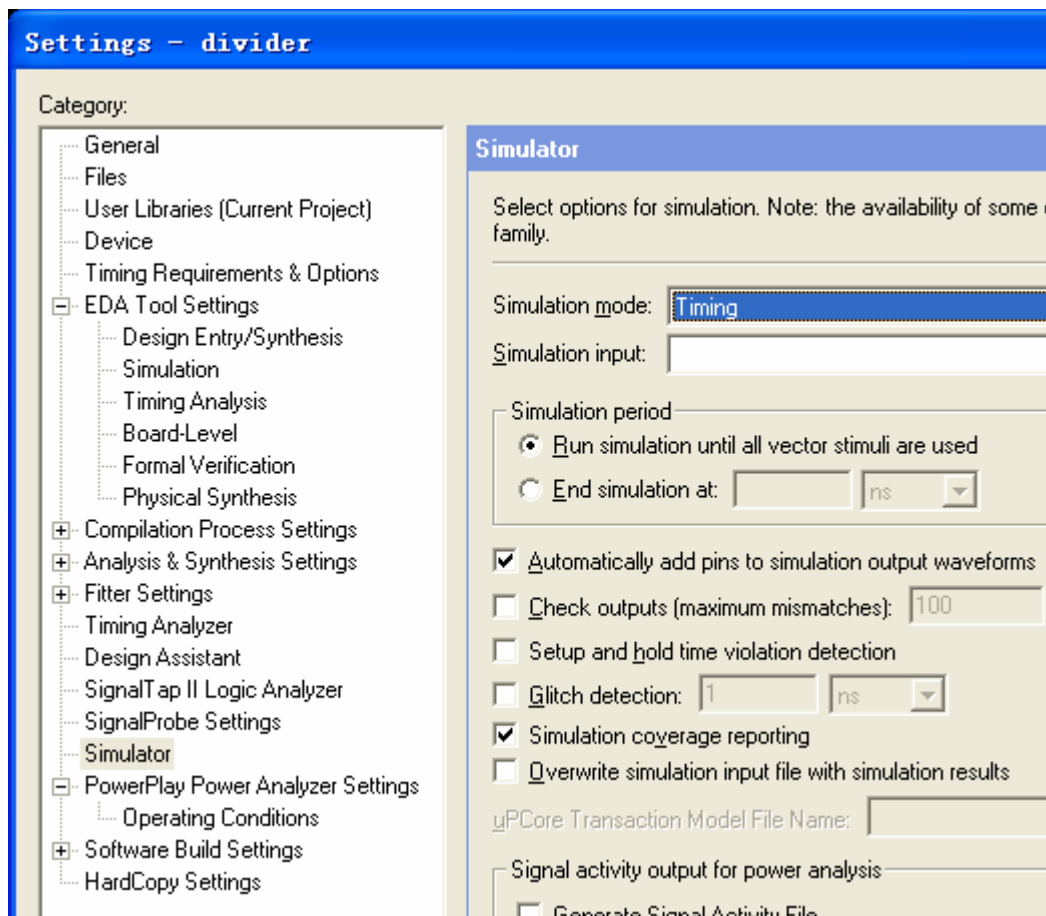 Settings - divider
Category:
General
Files
User Libraries (Current Project)
Device
Timing Requirements & Options
EDA Tool Settings
Design Entry/Synthesis
Simulation
Timing Analysis
Board-Level
Formal Verification
Physical Synthesis
Compilation Process Settings
Analysis & Synthesis Settings
Fitter Settings
Timing Analyzer
Design Assistant
SignalTap II Logic Analyzer
SignalProbe Settings
Simulator
PowerPlay Power Analyzer Settings
Operating Conditions
Software Build Settings
HardCopy Settings
Simulator
Select options for simulation. Note: the availability of some
family.
Simulation mode: Timing
Simulation input:
Simulation period
Run simulation until all vector stimuli are used
End simulation at: ns
Automatically add pins to simulation output waveforms
Check outputs (maximum mismatches): 100
Setup and hold time violation detection
Glitch detection: 1 ns
Simulation coverage reporting
Overwrite simulation input file with simulation results
uPCore Transaction Model File Name:
Signal activity output for power analysis
Generate Signal Activity File